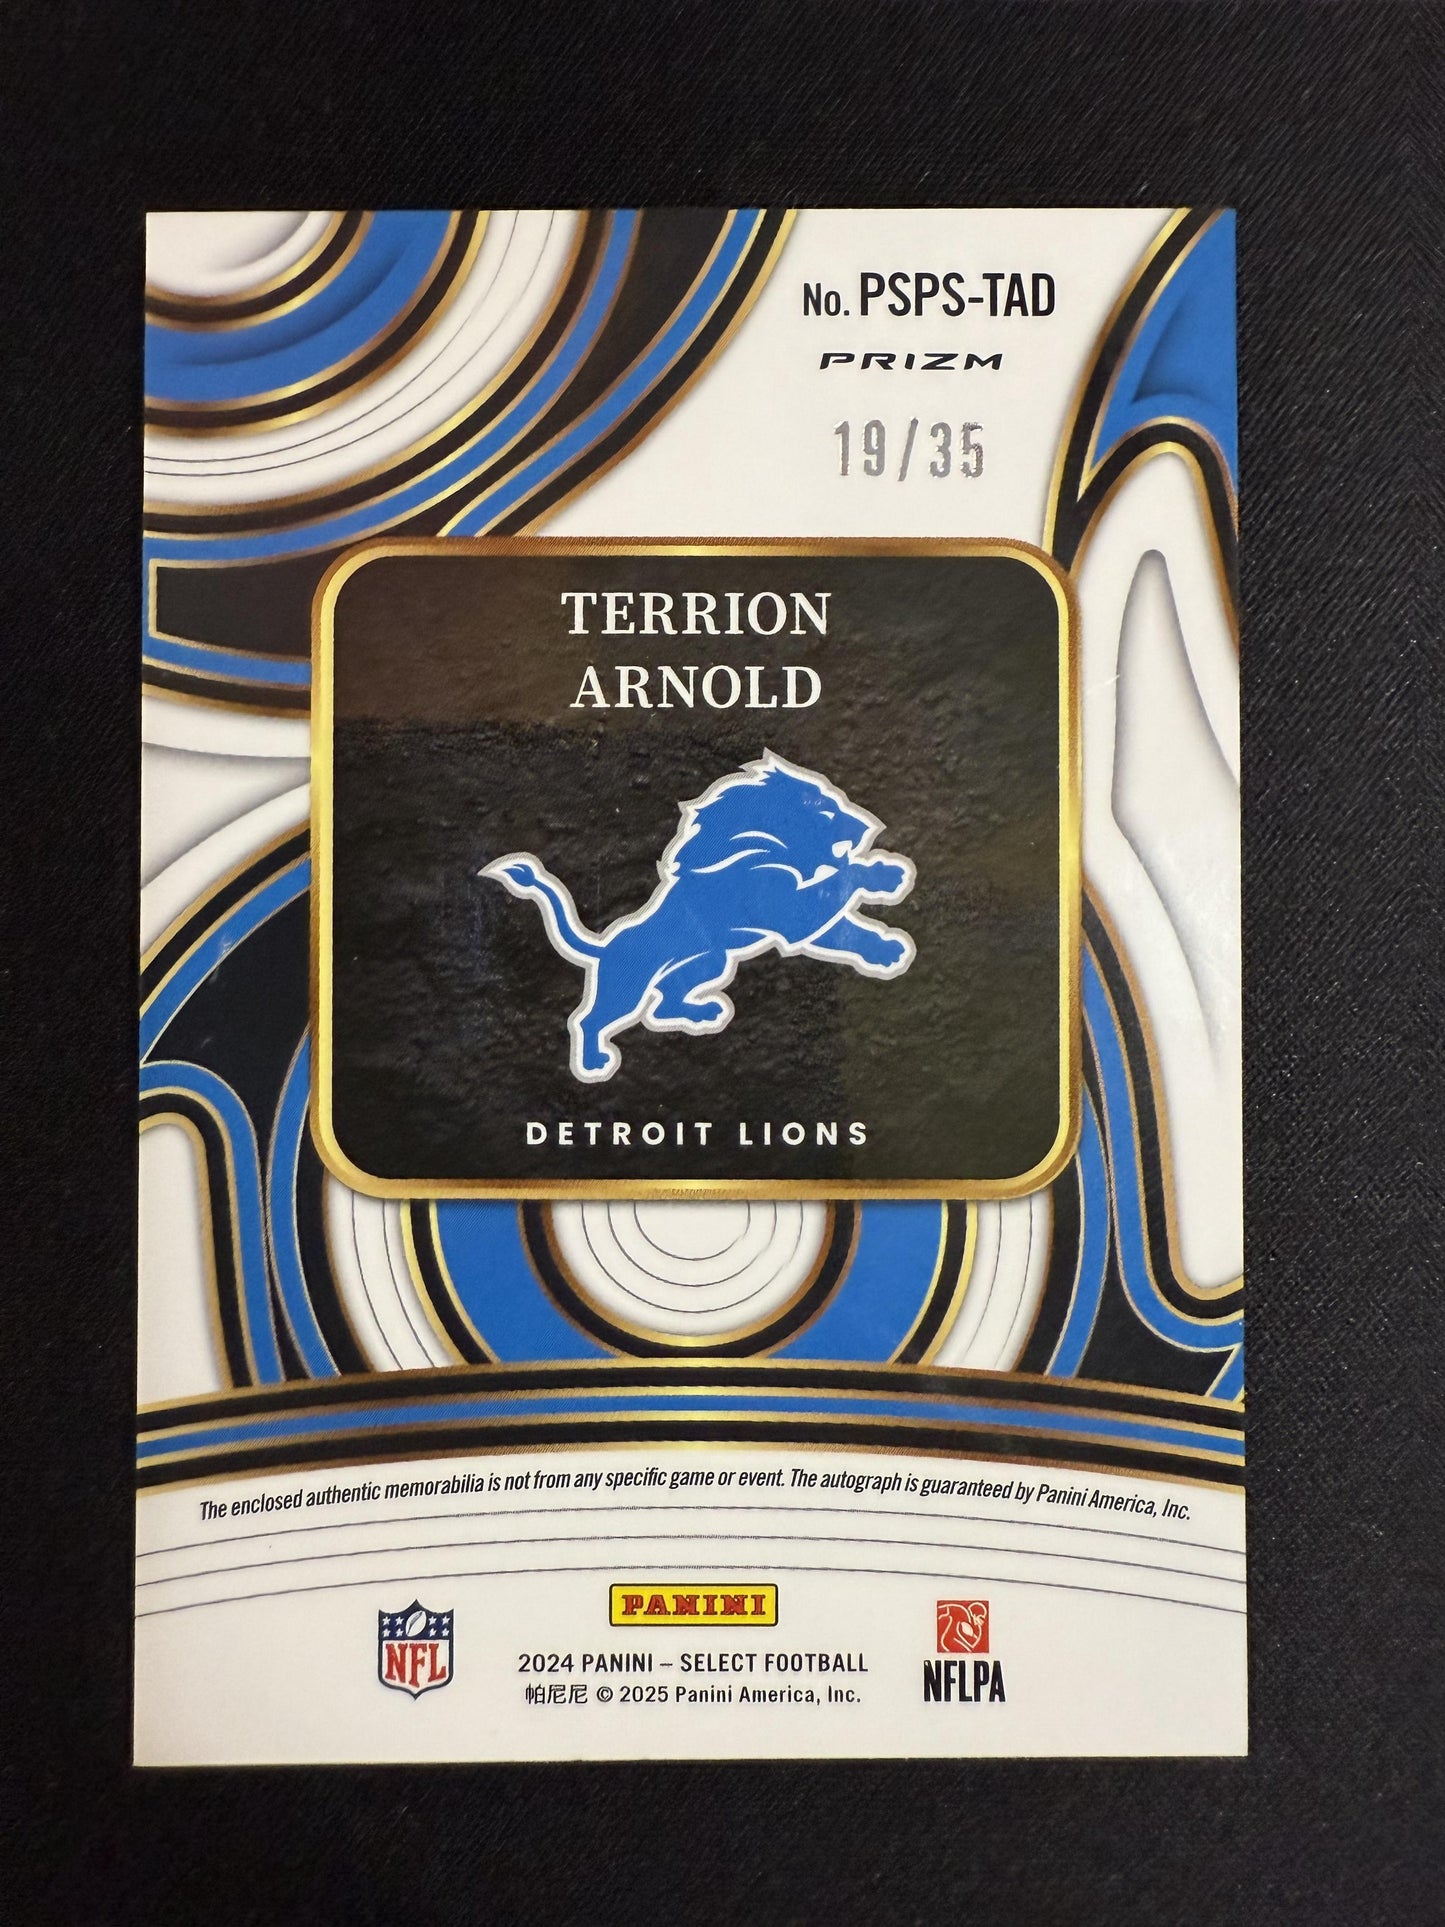 No. PSPS-TAD
PRIZM
19/35
TERRION
ARNOLD
DETROIT LIONS
The enclosed authentic memorabilia is not from any specific game or event. The autograph is guaranteed by Panini America, Inc.
PANINI
NFL
2024 PANINI – SELECT FOOTBALL
帕尼尼 © 2025 Panini America, Inc.
NFLPA